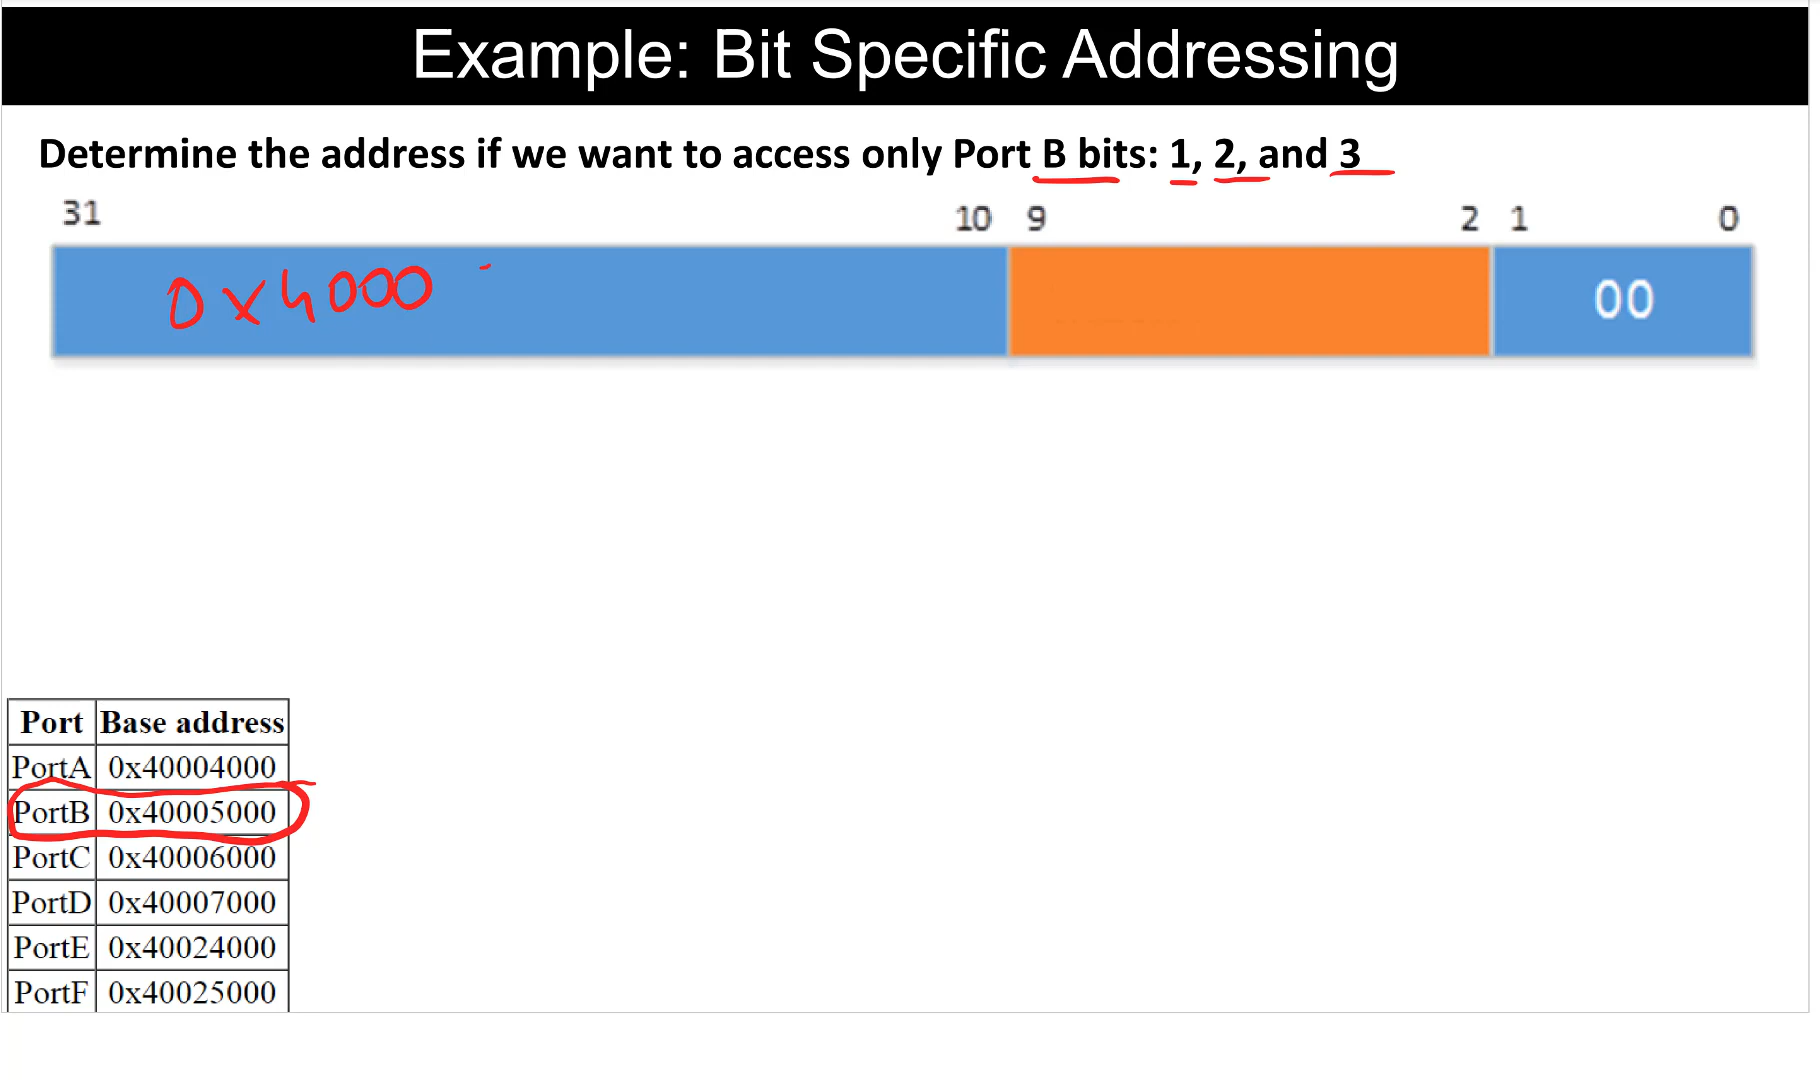 Example: Bit Specific Addressing
Determine the address if we want to access only Port B bits: 1, 2, and 3
31 10 9 2 1 0
0x4000 00
Port Base address
PortA 0x40004000
PortB 0x40005000
PortC 0x40006000
PortD 0x40007000
PortE 0x40024000
PortF 0x40025000